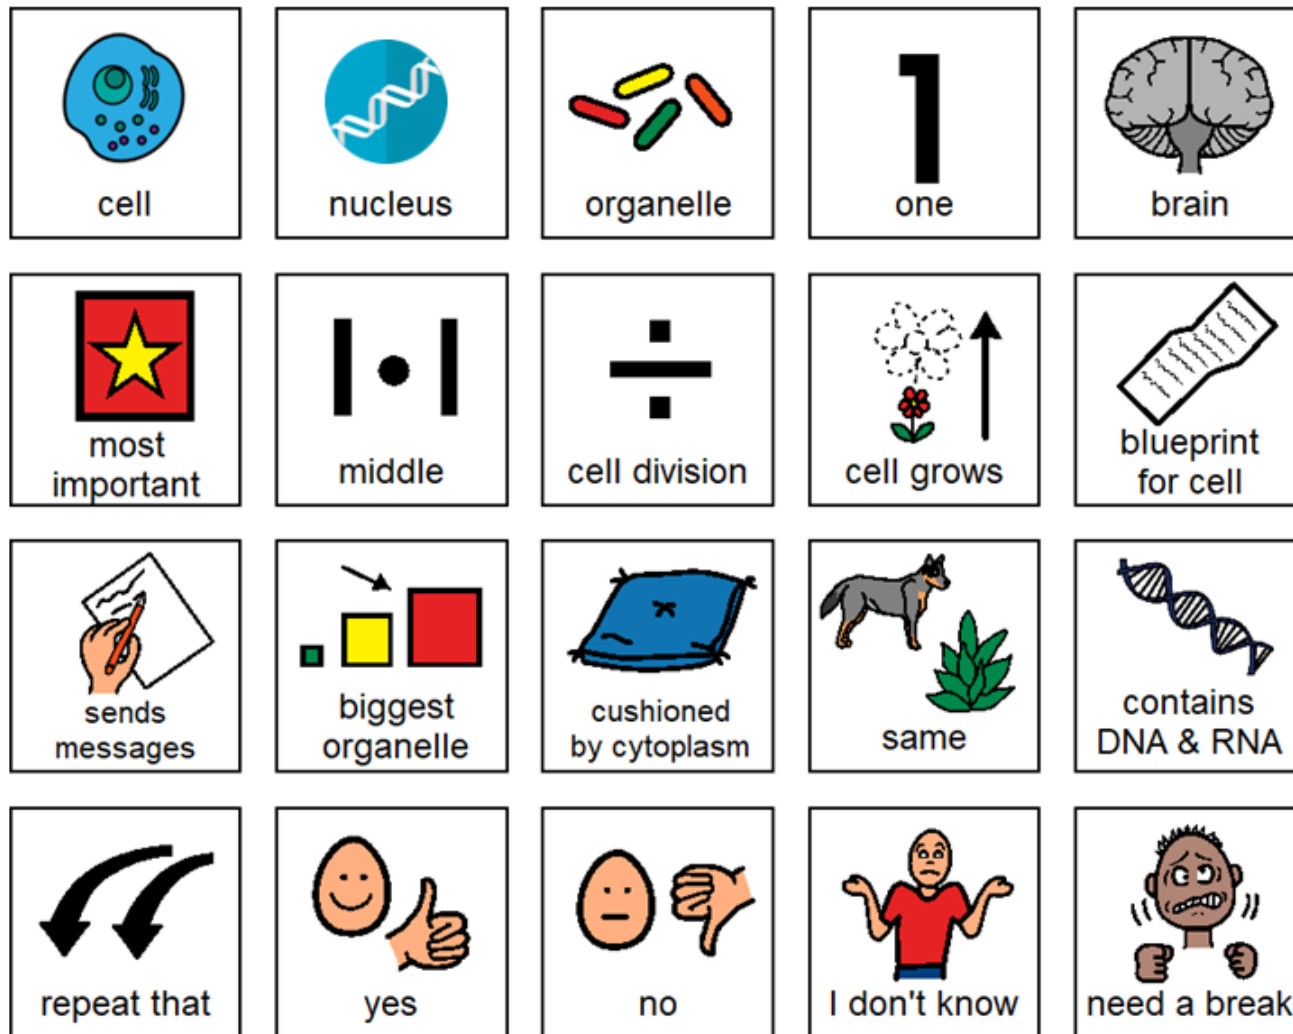 cell
nucleus
organelle
one
brain
most
important
middle
cell division
cell grows
blueprint
for cell
sends
messages
biggest
organelle
cushioned
by cytoplasm
same
contains
DNA & RNA
repeat that
yes
no
I don't know
need a break